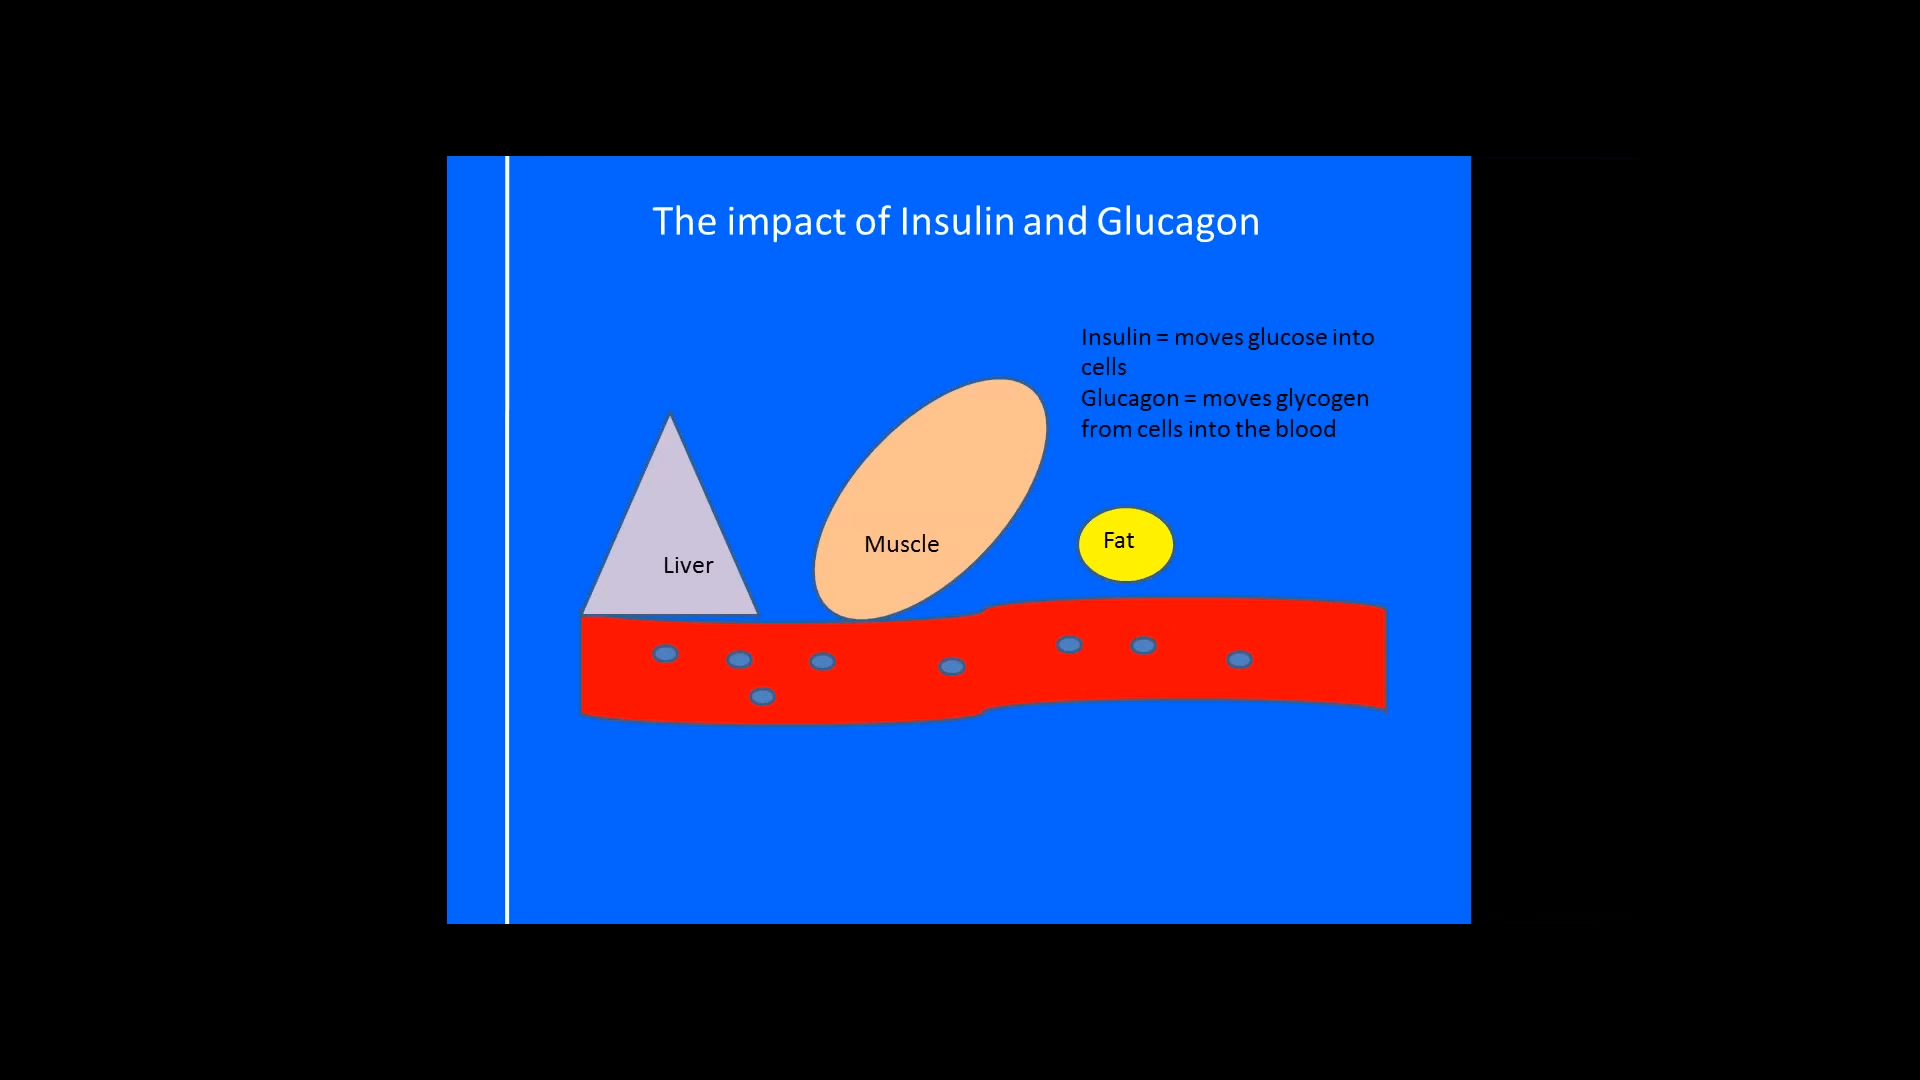 The impact of Insulin and Glucagon
Insulin = moves glucose into
cells
Glucagon = moves glycogen
from cells into the blood
Liver
Muscle
Fat